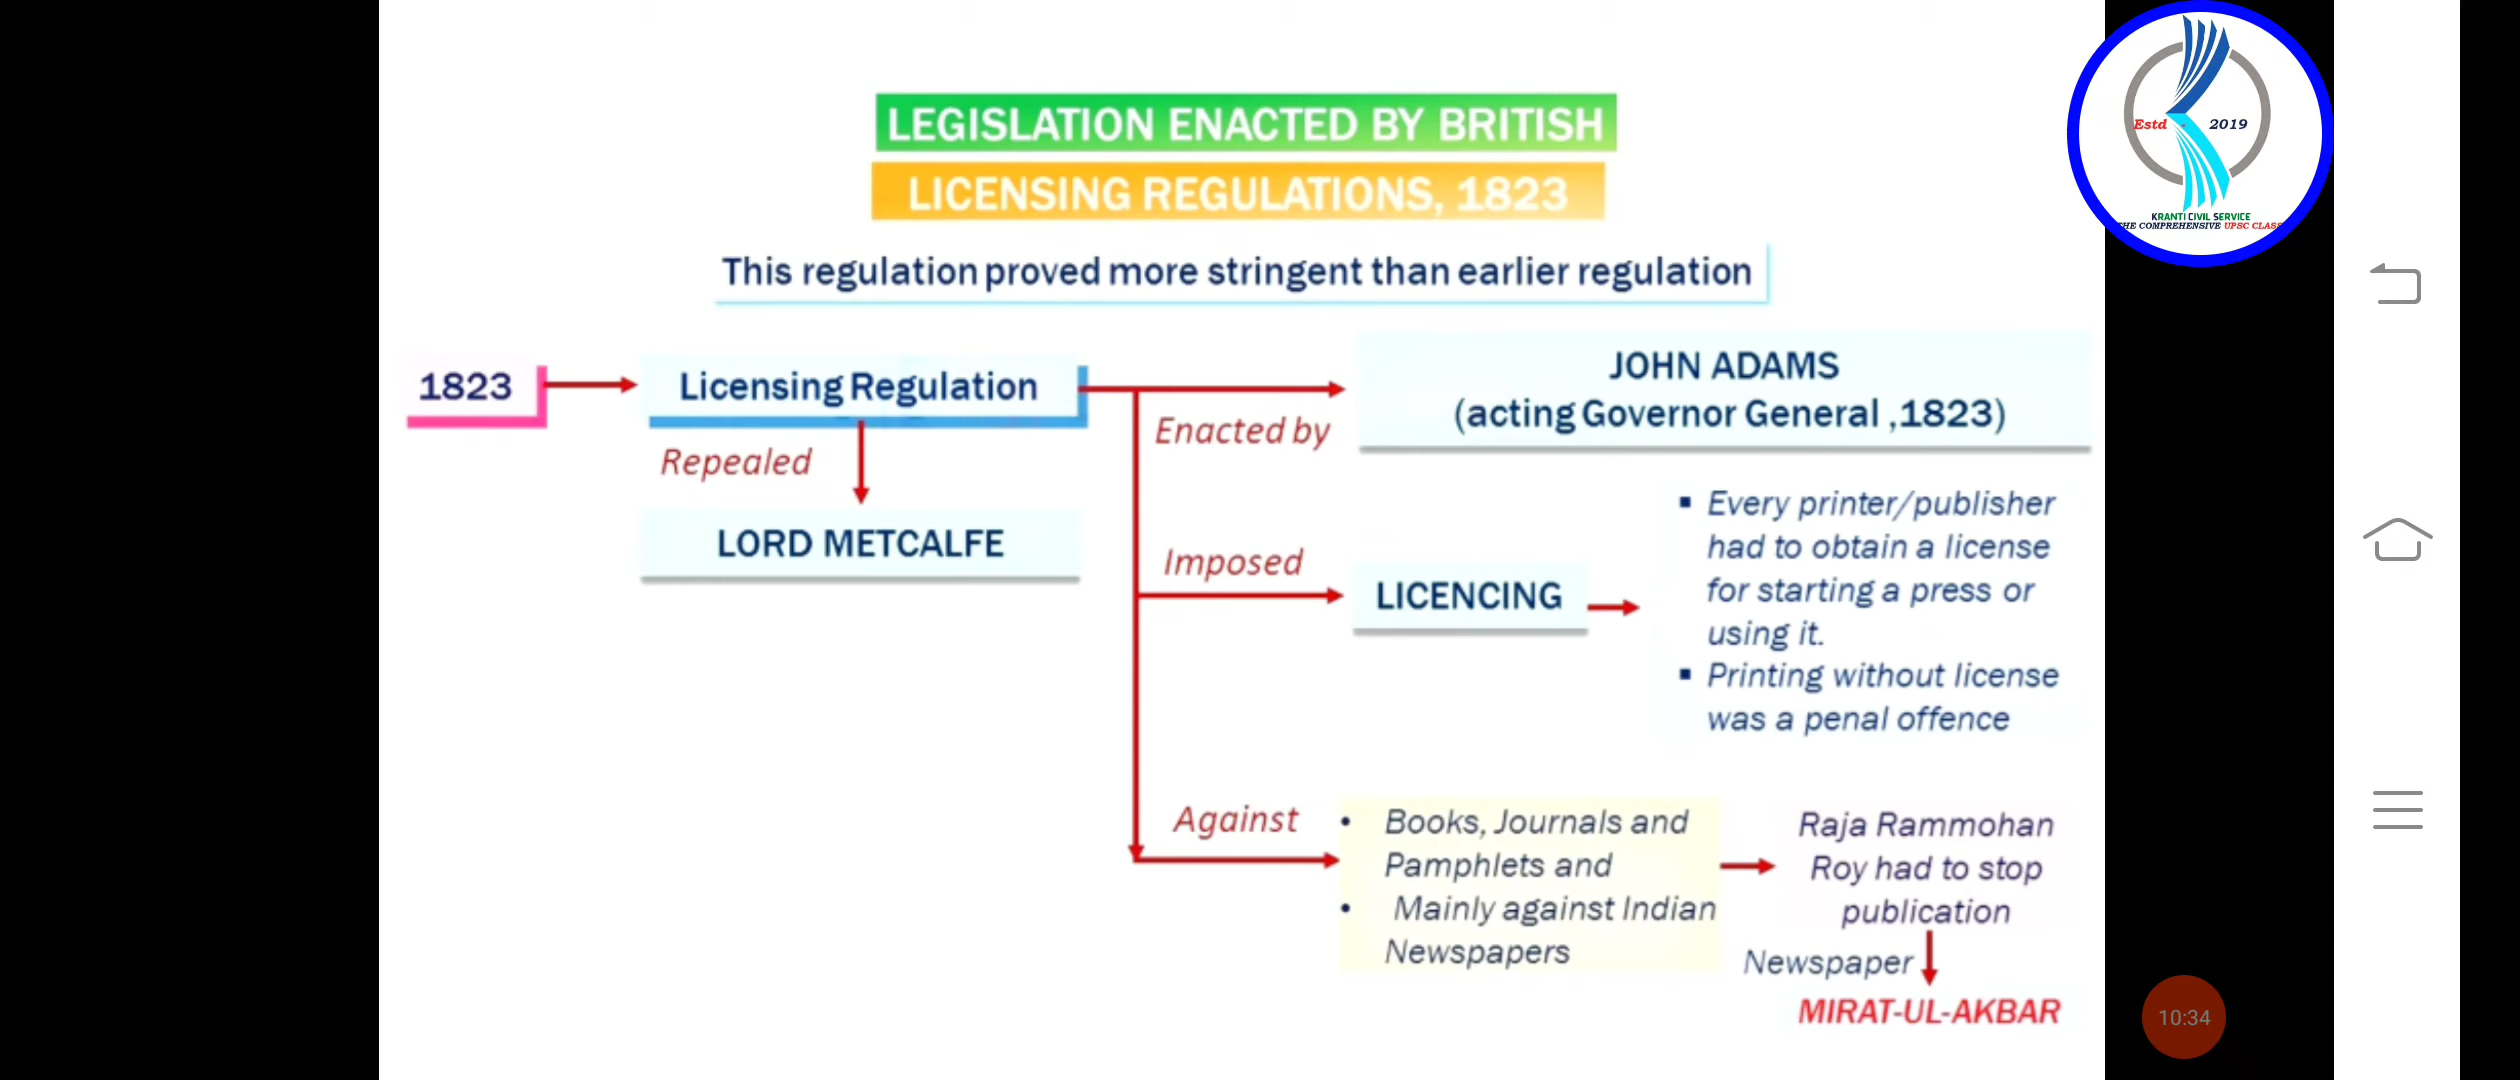 LEGISLATION ENACTED BY BRITISH
LICENSING REGULATIONS, 1823
This regulation proved more stringent than earlier regulation
1823
Licensing Regulation
Repealed
LORD METCALFE
Enacted by
JOHN ADAMS
(acting Governor General ,1823)
Imposed
LICENCING
▪ Every printer/publisher
had to obtain a license
for starting a press or
using it.
▪ Printing without license
was a penal offence
Against
• Books, Journals and
Pamphlets and
• Mainly against Indian
Newspapers
Raja Rammohan
Roy had to stop
publication
Newspaper
MIRAT-UL-AKBAR
Estd - 2019
KRANTI CIVIL SERVICE
THE COMPREHENSIVE UPSC CLASS
10:34